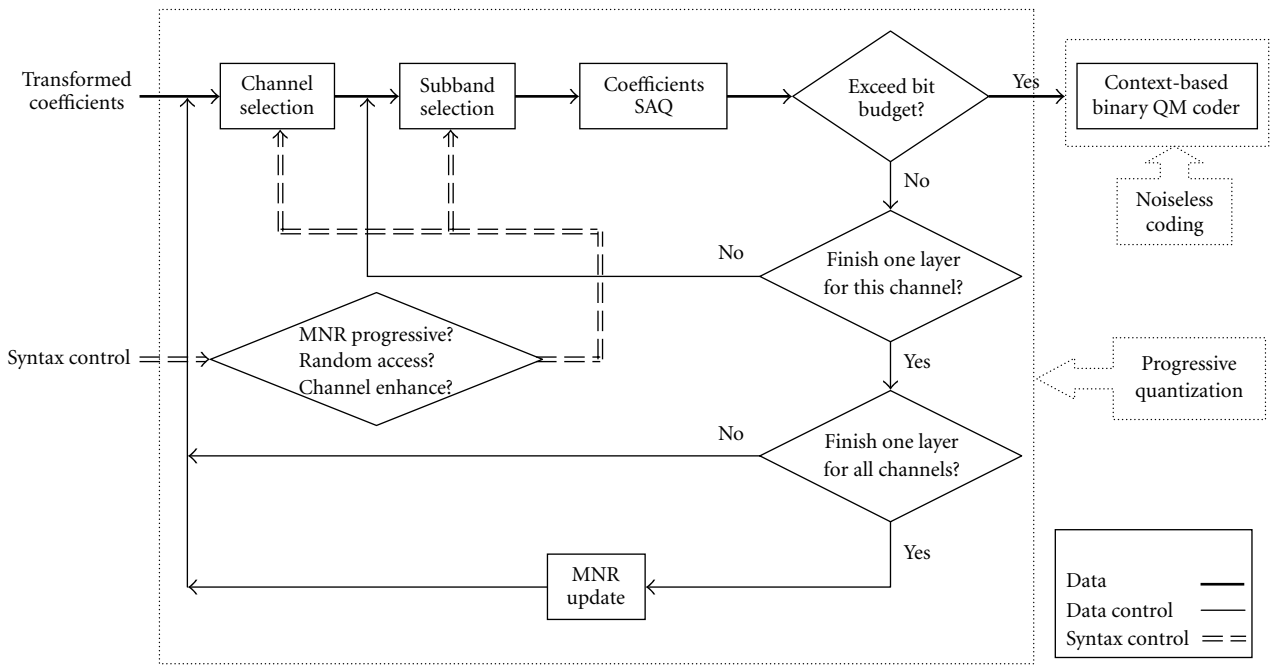 Transformed
coefficients
Channel
selection
Subband
selection
Coefficients
SAQ
Exceed bit
budget?
Yes
Context-based
binary QM coder
No
Noiseless
coding
No
Finish one layer
for this channel?
Syntax control
MNR progressive?
Random access?
Channel enhance?
Yes
Progressive
quantization
No
Finish one layer
for all channels?
Yes
MNR
update
Data
Data control
Syntax control